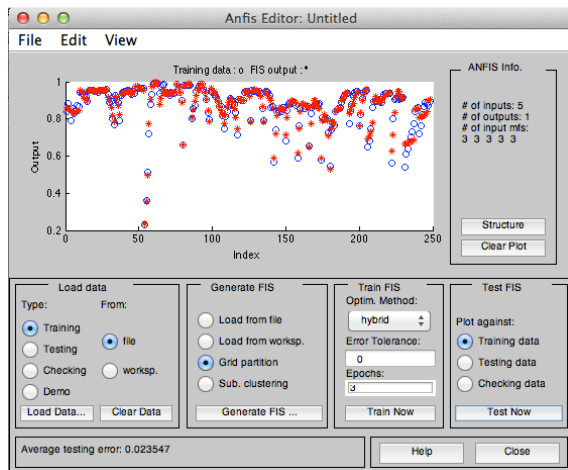 Anfis Editor: Untitled
File Edit View
Training data : o FIS output : *
1
0.8
0.6
0.4
0.2
Output
0 50 100 150 200 250
Index
ANFIS Info.
# of inputs: 5
# of outputs: 1
# of input mfs:
3 3 3 3 3
Structure
Clear Plot
Load data
Type: From:
Training
Testing
Checking
Demo
file
worksp.
Load Data... Clear Data
Generate FIS
Load from file
Load from worksp.
Grid partition
Sub. clustering
Generate FIS ...
Train FIS
Optim. Method:
hybrid
Error Tolerance:
0
Epochs:
3
Train Now
Test FIS
Plot against:
Training data
Testing data
Checking data
Test Now
Average testing error: 0.023547
Help Close